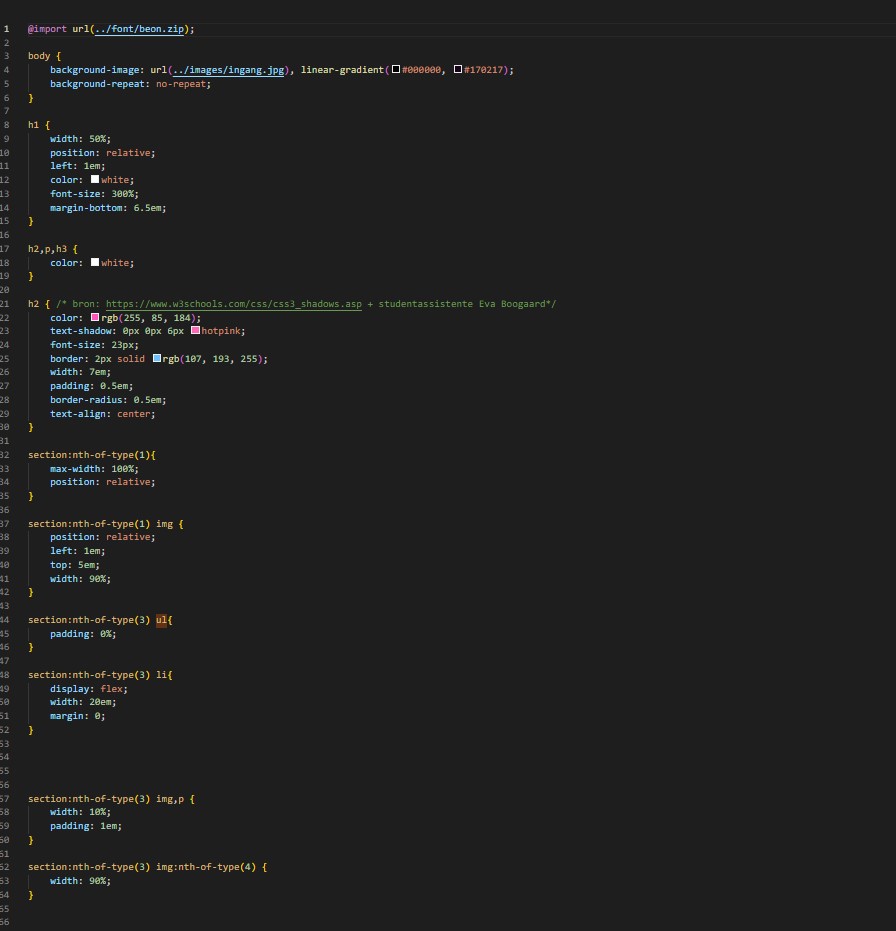 1 @import url(../font/beon.zip);
2
3 body {
4 background-image: url(../images/ingang.jpg), linear-gradient(#000000, #170217);
5 background-repeat: no-repeat;
6 }
7
8 h1 {
9 width: 50%;
10 position: relative;
11 left: 1em;
12 color: white;
13 font-size: 300%;
14 margin-bottom: 6.5em;
15 }
16
17 h2,p,h3 {
18 color: white;
19 }
20
21 h2 { /* bron: https://www.w3schools.com/css/css3_shadows.asp + studentassistente Eva Boogaard*/
22 color: rgb(255, 85, 184);
23 text-shadow: 0px 0px 6px hotpink;
24 font-size: 23px;
25 border: 2px solid rgb(107, 193, 255);
26 width: 7em;
27 padding: 0.5em;
28 border-radius: 0.5em;
29 text-align: center;
30 }
31
32 section:nth-of-type(1){
33 max-width: 100%;
34 position: relative;
35 }
36
37 section:nth-of-type(1) img {
38 position: relative;
39 left: 1em;
40 top: 5em;
41 width: 90%;
42 }
43
44 section:nth-of-type(3) ul{
45 padding: 0%;
46 }
47
48 section:nth-of-type(3) li{
49 display: flex;
50 width: 20em;
51 margin: 0;
52 }
53
54
55
56
57 section:nth-of-type(3) img,p {
58 width: 10%;
59 padding: 1em;
60 }
61
62 section:nth-of-type(3) img:nth-of-type(4) {
63 width: 90%;
64 }
65
66